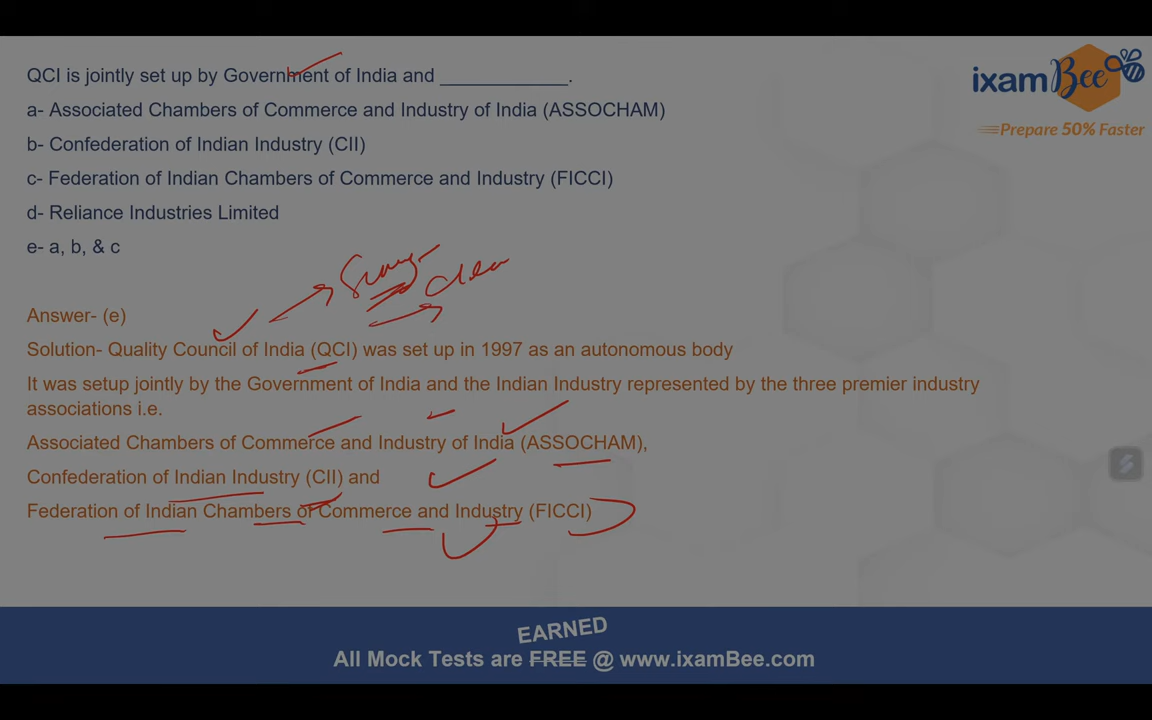 QCI is jointly set up by Government of India and ____________.
a- Associated Chambers of Commerce and Industry of India (ASSOCHAM)
b- Confederation of Indian Industry (CII)
c- Federation of Indian Chambers of Commerce and Industry (FICCI)
d- Reliance Industries Limited
e- a, b, & c
ixamBee
Prepare 50% Faster
Answer- (e)
Solution- Quality Council of India (QCI) was set up in 1997 as an autonomous body
It was setup jointly by the Government of India and the Indian Industry represented by the three premier industry
associations i.e.
Associated Chambers of Commerce and Industry of India (ASSOCHAM),
Confederation of Indian Industry (CII) and
Federation of Indian Chambers of Commerce and Industry (FICCI)
EARNED
All Mock Tests are FREE @ www.ixamBee.com